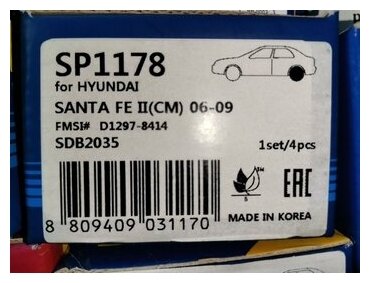 SP1178
for HYUNDAI
SANTA FE II(CM) 06-09
FMSI# D1297-8414
SDB2035
1set/4pcs
8 809409 031170
EAC
MADE IN KOREA